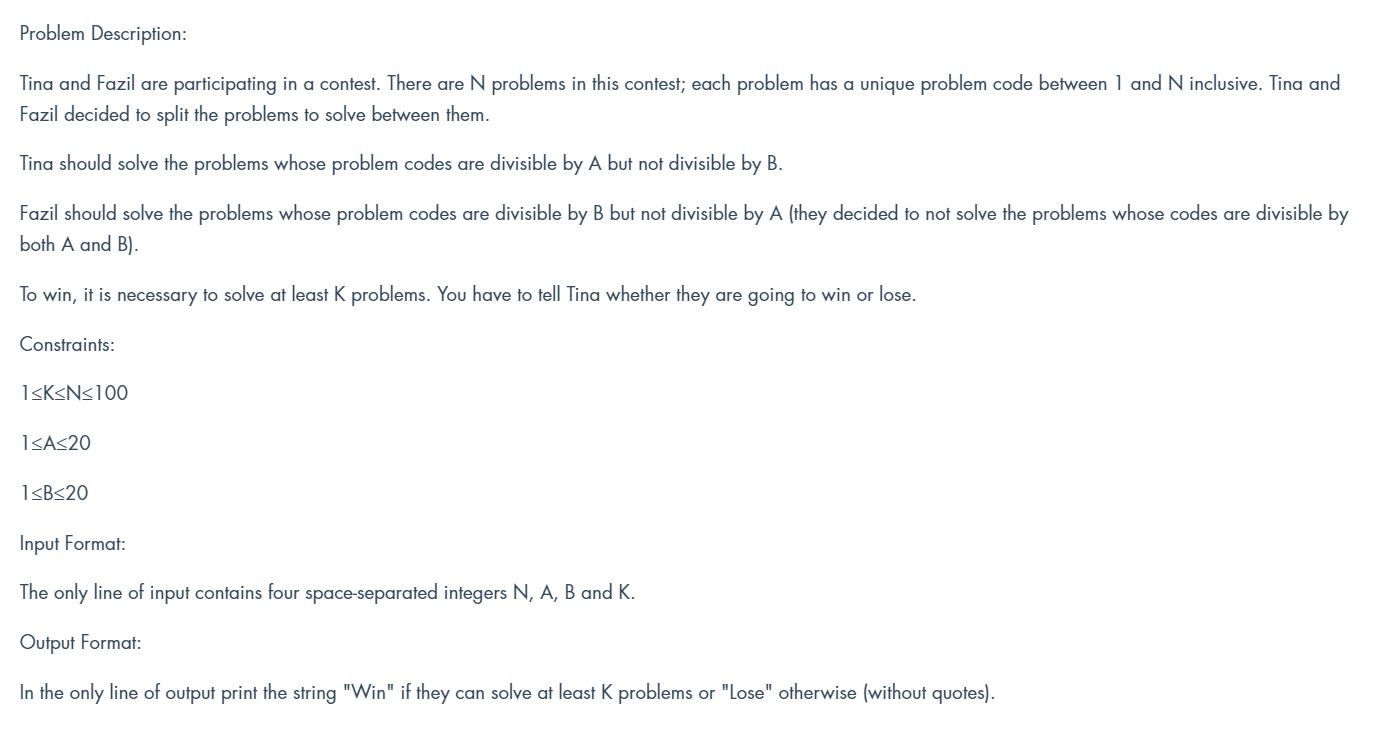 Problem Description:
Tina and Fazil are participating in a contest. There are N problems in this contest; each problem has a unique problem code between 1 and N inclusive. Tina and
Fazil decided to split the problems to solve between them.
Tina should solve the problems whose problem codes are divisible by A but not divisible by B.
Fazil should solve the problems whose problem codes are divisible by B but not divisible by A (they decided to not solve the problems whose codes are divisible by
both A and B).
To win, it is necessary to solve at least K problems. You have to tell Tina whether they are going to win or lose.
Constraints:
1≤K≤N≤100
1≤A≤20
1≤B≤20
Input Format:
The only line of input contains four space-separated integers N, A, B and K.
Output Format:
In the only line of output print the string "Win" if they can solve at least K problems or "Lose" otherwise (without quotes).